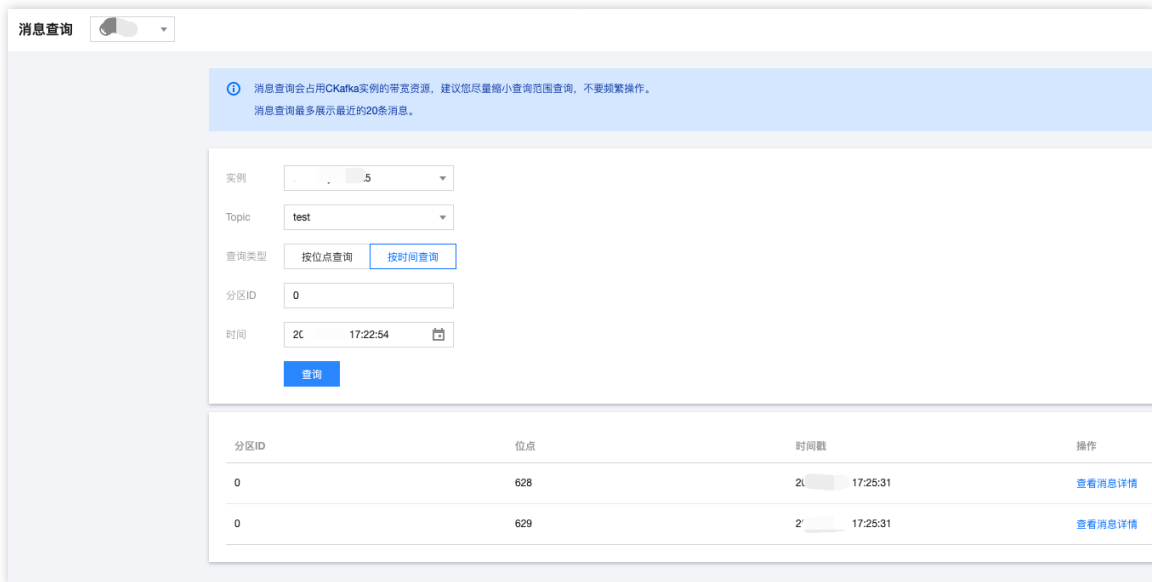 消息查询
消息查询会占用CKafka实例的带宽资源，建议您尽量缩小查询范围查询，不要频繁操作。
消息查询最多展示最近的20条消息。
实例 .5
Topic test
查询类型 按位点查询 按时间查询
分区ID 0
时间 17:22:54
查询
分区ID 位点 时间戳 操作
0 628 17:25:31 查看消息详情
0 629 17:25:31 查看消息详情